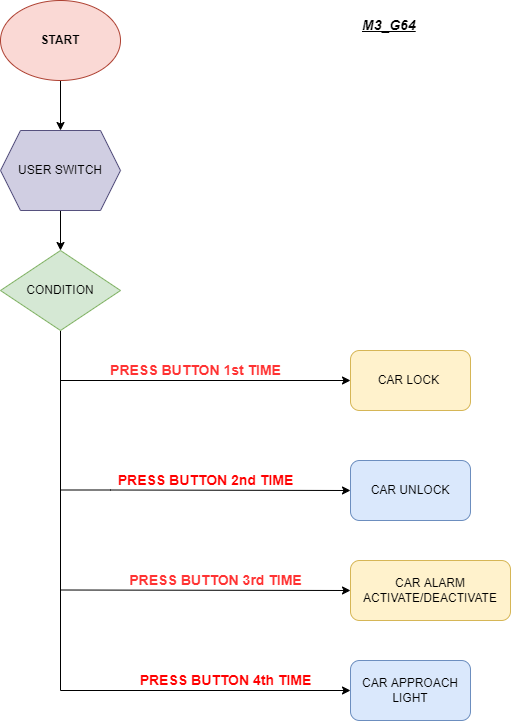 START
M3_G64
USER SWITCH
CONDITION
PRESS BUTTON 1st TIME
CAR LOCK
PRESS BUTTON 2nd TIME
CAR UNLOCK
PRESS BUTTON 3rd TIME
CAR ALARM
ACTIVATE/DEACTIVATE
PRESS BUTTON 4th TIME
CAR APPROACH
LIGHT